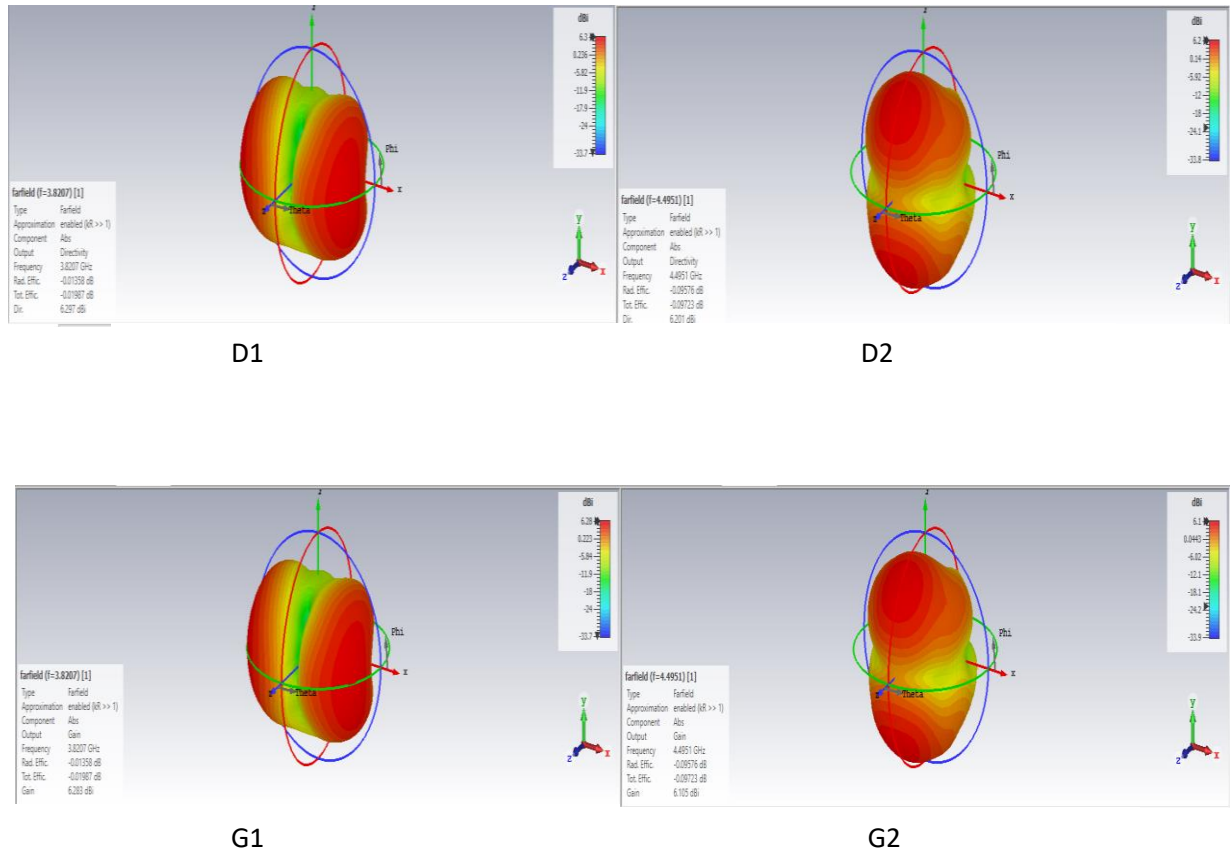 z
dBi
6.3
0.236
-5.82
-11.9
-17.9
-24
-33.7
Phi
x
z
Theta
farfield (f=3.8207) [1]
Type Farfield
Approximation enabled (kR >> 1)
Component Abs
Output Directivity
Frequency 3.8207 GHz
Rad. Effic. -0.01358 dB
Tot. Effic. -0.01987 dB
Dir. 6.297 dBi
y
z x
dBi
6.2
0.14
-5.92
-12
-18
-24.1
-33.8
Phi
x
z
Theta
farfield (f=4.4951) [1]
Type Farfield
Approximation enabled (kR >> 1)
Component Abs
Output Directivity
Frequency 4.4951 GHz
Rad. Effic. -0.09576 dB
Tot. Effic. -0.09723 dB
Dir. 6.201 dBi
y
z x
D1 D2
dBi
6.28
0.223
-5.84
-11.9
-18
-24
-33.7
Phi
x
z
Theta
farfield (f=3.8207) [1]
Type Farfield
Approximation enabled (kR >> 1)
Component Abs
Output Gain
Frequency 3.8207 GHz
Rad. Effic. -0.01358 dB
Tot. Effic. -0.01987 dB
Gain 6.283 dBi
y
z x
dBi
6.1
0.0443
-6.02
-12.1
-18.1
-24.2
-33.9
Phi
x
z
Theta
farfield (f=4.4951) [1]
Type Farfield
Approximation enabled (kR >> 1)
Component Abs
Output Gain
Frequency 4.4951 GHz
Rad. Effic. -0.09576 dB
Tot. Effic. -0.09723 dB
Gain 6.105 dBi
y
z x
G1 G2